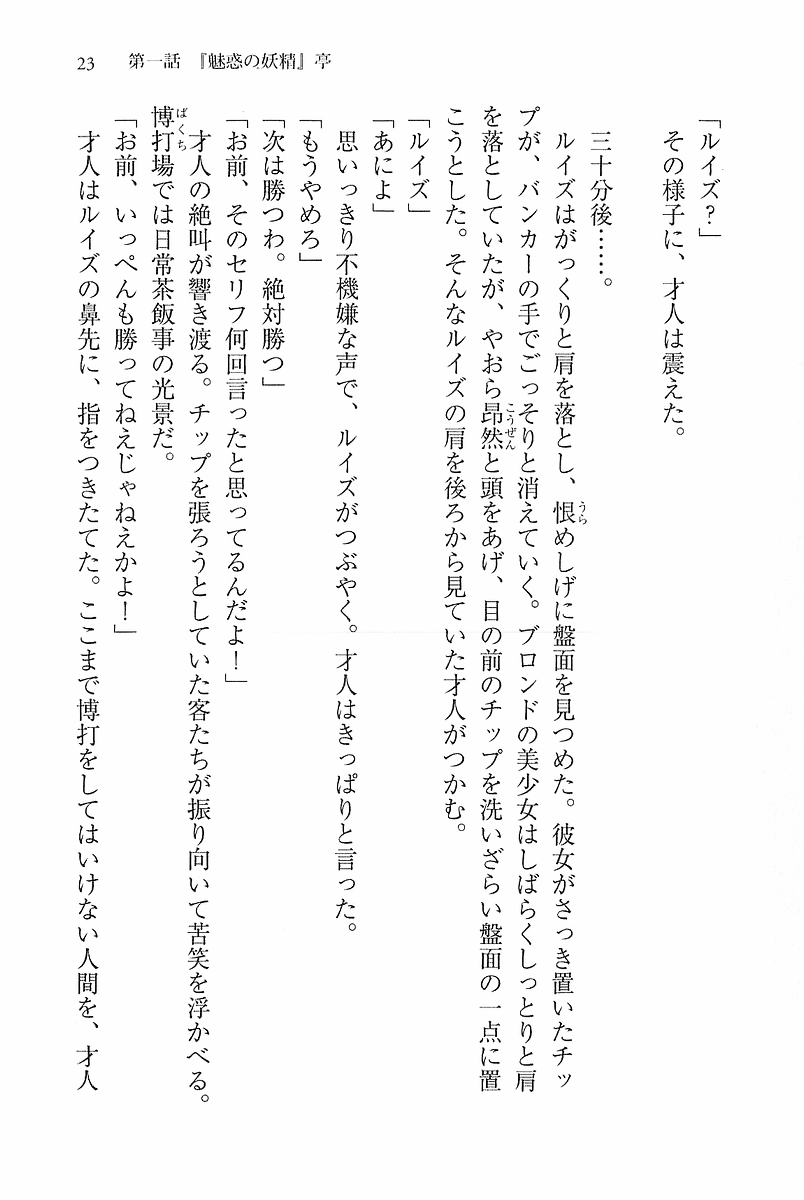 23　第一話　『魅惑の妖精』亭
「ルイズ？」
その様子に、才人は震えた。
三十分後……。
ルイズはがっくりと肩を落とし、恨めしげに盤面を見つめた。彼女がさっき置いたチッ
プが、バンカーの手でごっそりと消えていく。ブロンドの美少女はしばらくしっとりと肩
を落としていたが、やおら昂然と頭をあげ、目の前のチップを洗いざらい盤面の一点に置
こうとした。そんなルイズの肩を後ろから見ていた才人がつかむ。
「ルイズ」
「あによ」
思いっきり不機嫌な声で、ルイズがつぶやく。才人はきっぱりと言った。
「もうやめろ」
「次は勝つわ。絶対勝つ」
「お前、そのセリフ何回言ったと思ってるんだよ！」
才人の絶叫が響き渡る。チップを張ろうとしていた客たちが振り向いて苦笑を浮かべる。
博打場では日常茶飯事の光景だ。
「お前、いっぺんも勝ってねえじゃねえかよ！」
才人はルイズの鼻先に、指をつきたてた。ここまで博打をしてはいけない人間を、才人